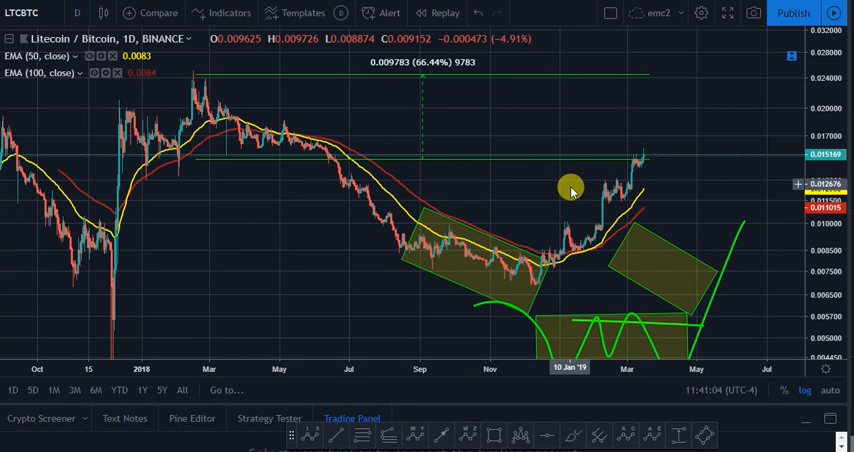 LTCBTC D Compare Indicators Templates Alert Replay emc2 Publish
Litecoin / Bitcoin, 1D, BINANCE O0.009625 H0.009726 L0.008874 C0.009152 −0.000473 (−4.91%)
EMA (50, close) 0.0083
EMA (100, close) 0.0084
0.009783 (66.44%) 9783
0.032000
0.028000
0.024000
0.020000
0.017000
0.015169
0.012676
0.011500
0.011015
0.010000
0.008500
0.007500
0.006500
0.005700
0.005000
0.004450
Oct 15 2018 Mar May Jul Sep Nov 10 Jan '19 Mar May Jul
1D 5D 1M 3M 6M YTD 1Y 5Y All Go to... 11:41:04 (UTC-4) % log auto
Crypto Screener Text Notes Pine Editor Strategy Tester Trading Panel